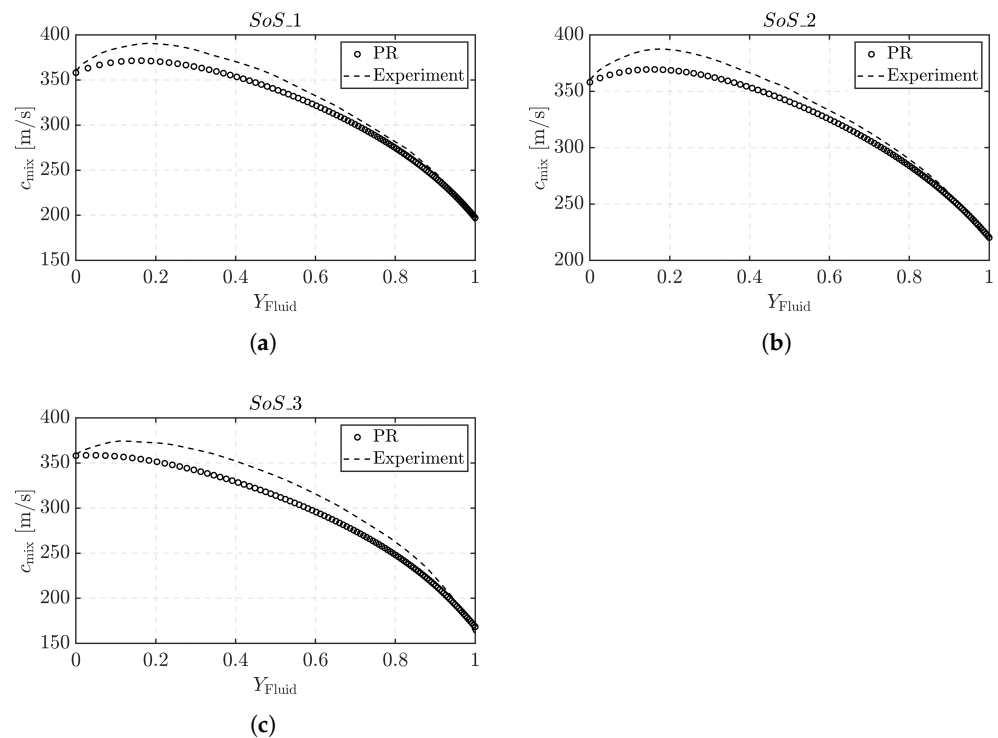 SoS_1
400
350
300
250
200
150
c_mix [m/s]
PR
Experiment
0 0.2 0.4 0.6 0.8 1
Y_Fluid
(a)
SoS_2
400
350
300
250
200
c_mix [m/s]
PR
Experiment
0 0.2 0.4 0.6 0.8 1
Y_Fluid
(b)
SoS_3
400
350
300
250
200
150
c_mix [m/s]
PR
Experiment
0 0.2 0.4 0.6 0.8 1
Y_Fluid
(c)